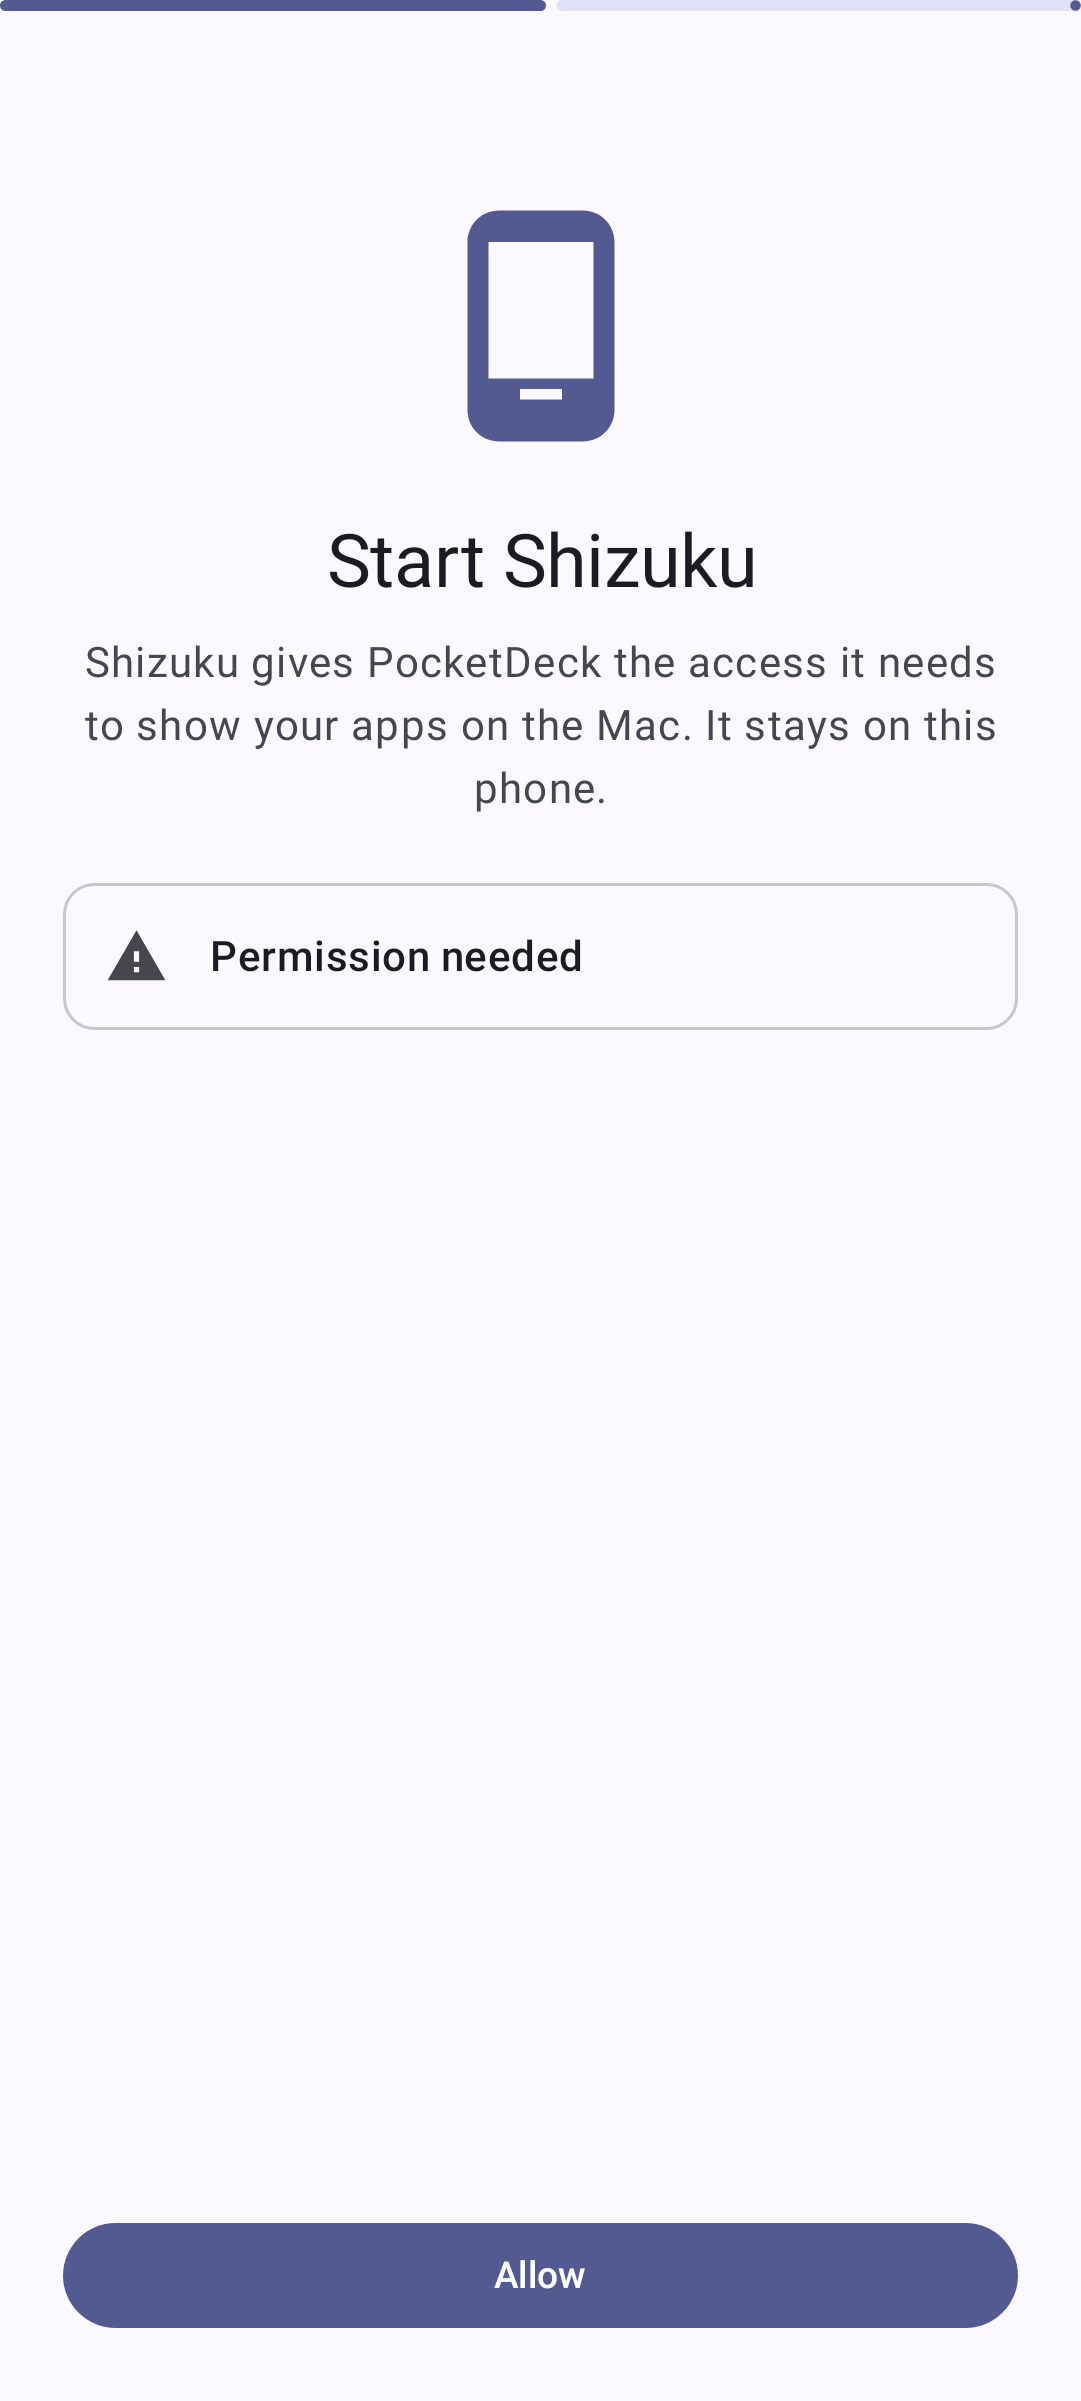 Start Shizuku
Shizuku gives PocketDeck the access it needs
to show your apps on the Mac. It stays on this
phone.
Permission needed
Allow